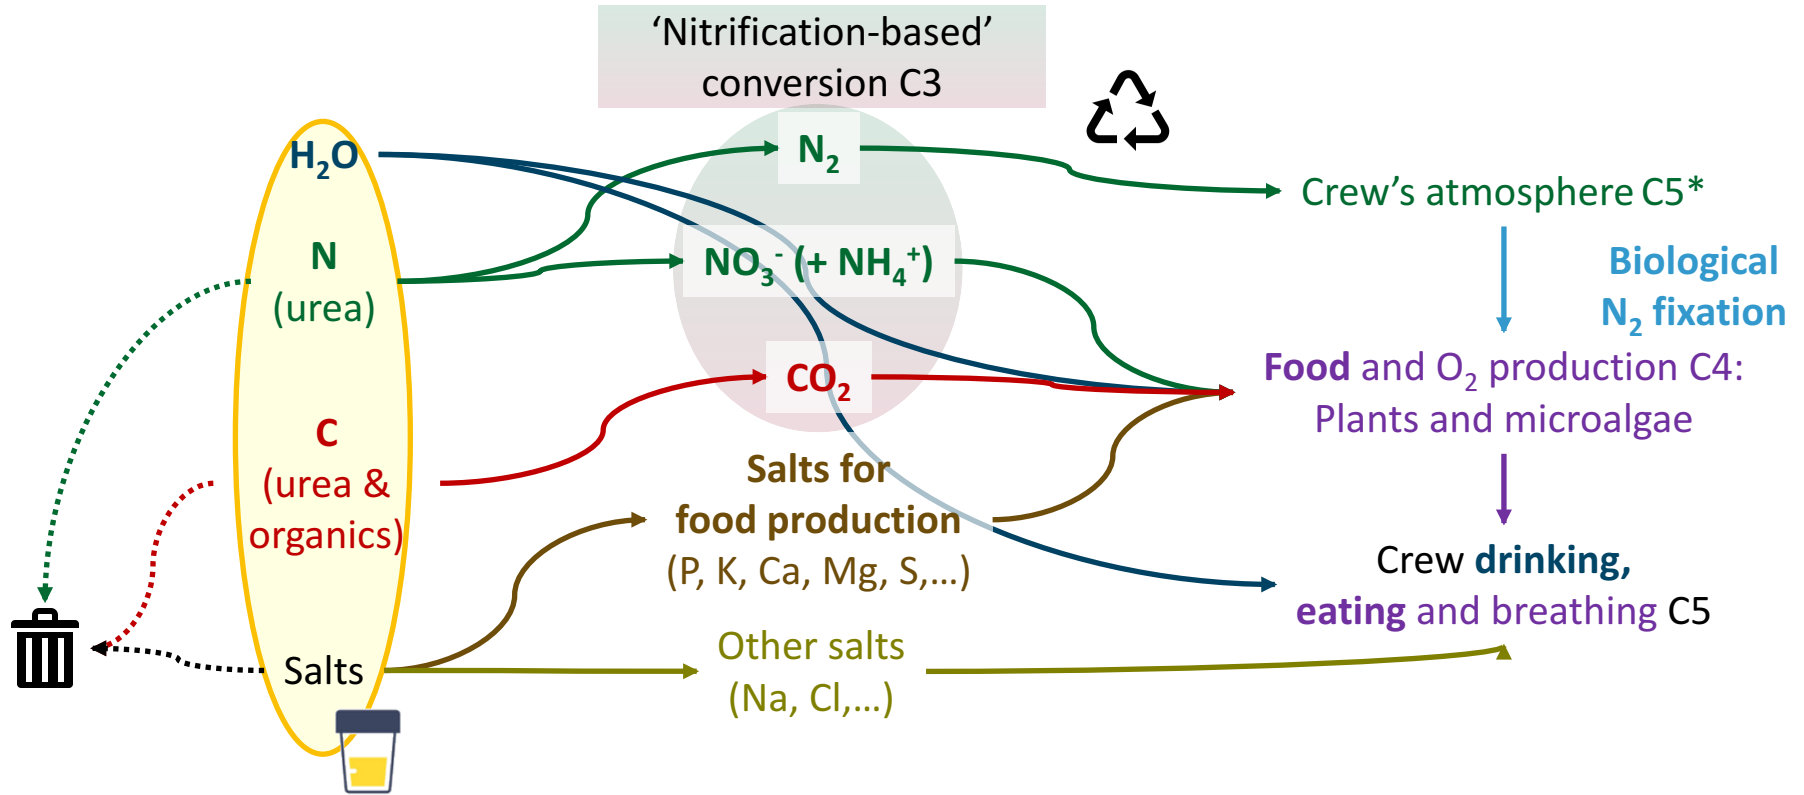 ‘Nitrification-based’
conversion C3
H₂O
N
(urea)
C
(urea &
organics)
Salts
N₂
NO₃⁻ (+ NH₄⁺)
CO₂
Salts for
food production
(P, K, Ca, Mg, S,...)
Other salts
(Na, Cl,...)
Crew’s atmosphere C5*
Biological
N₂ fixation
Food and O₂ production C4:
Plants and microalgae
Crew drinking,
eating and breathing C5